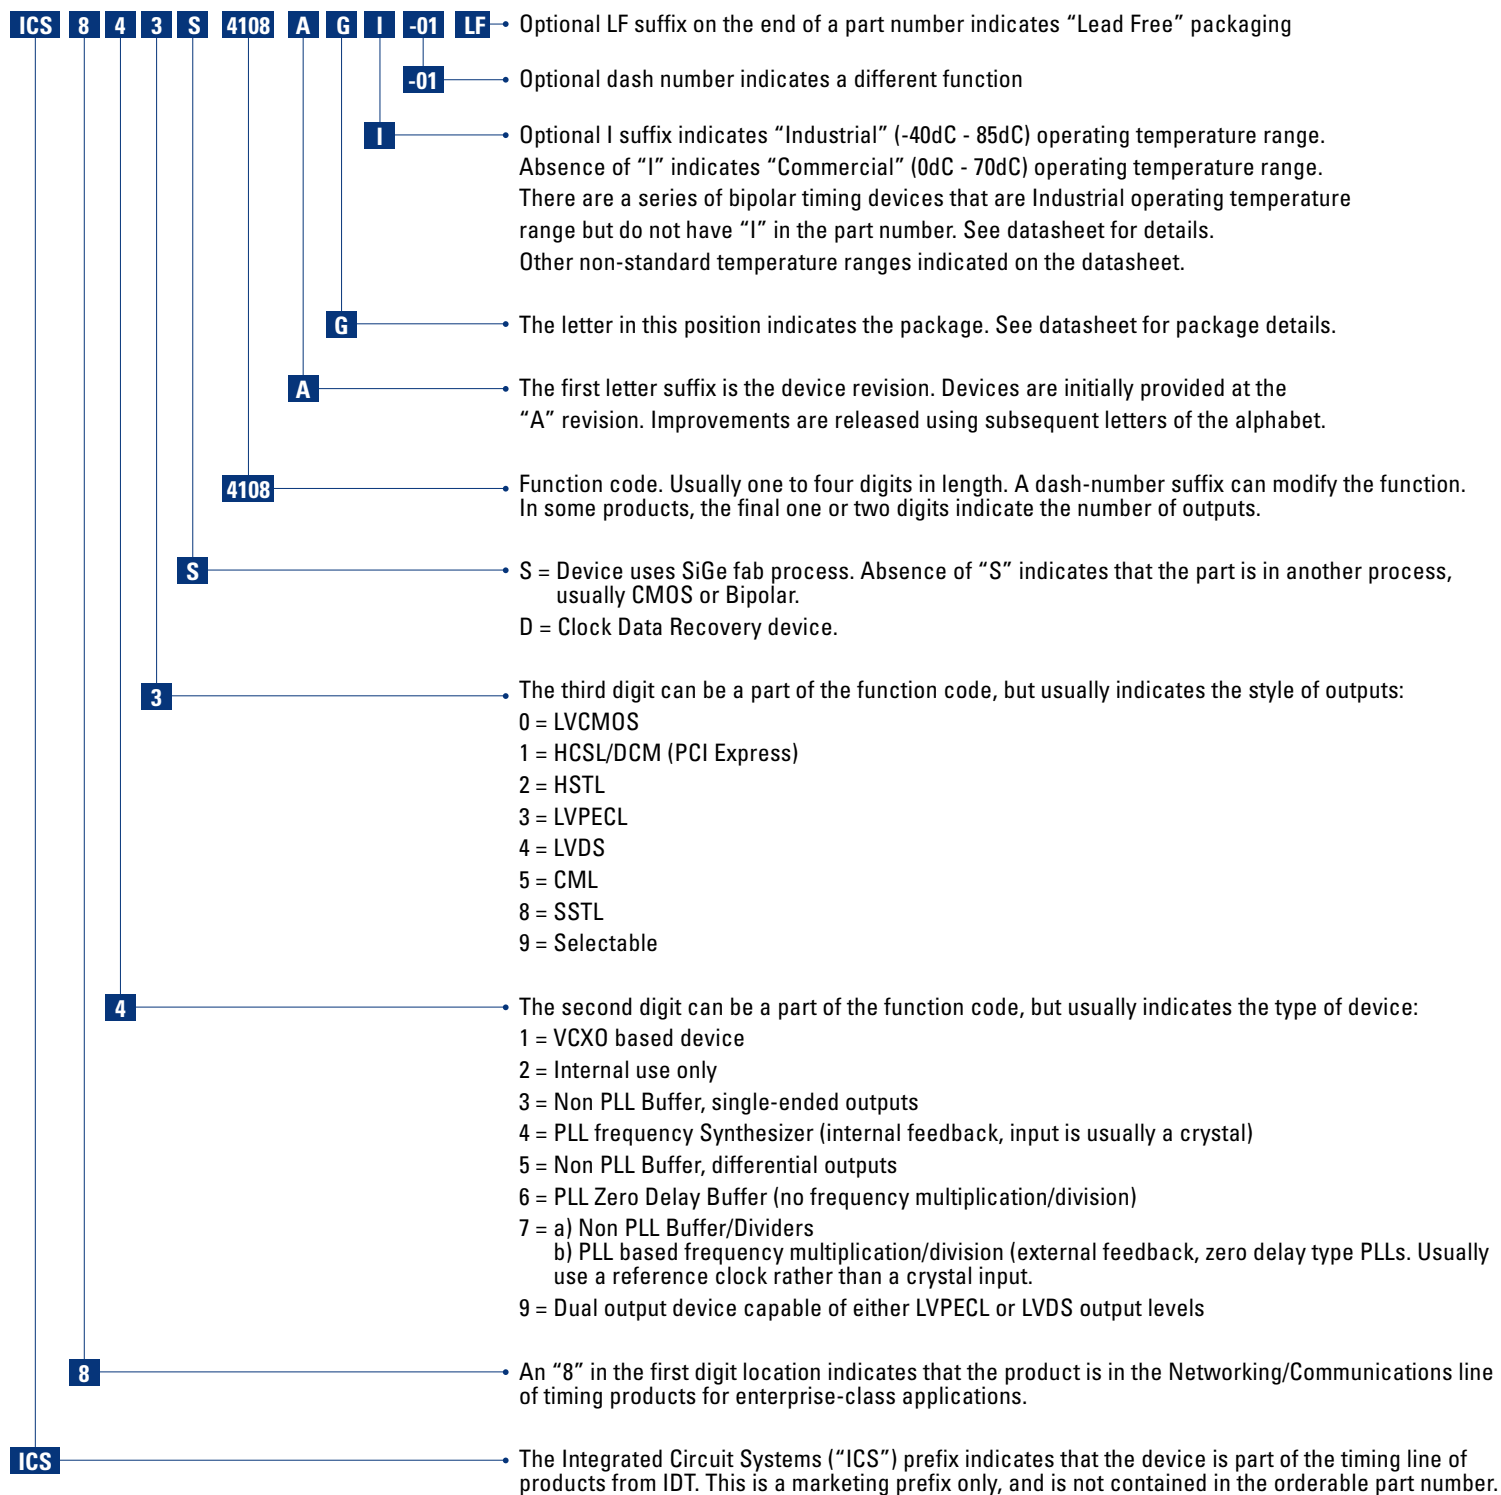 ICS 8 4 3 S 4108 A G I -01 LF Optional LF suffix on the end of a part number indicates “Lead Free” packaging
-01 Optional dash number indicates a different function
I Optional I suffix indicates “Industrial” (-40dC - 85dC) operating temperature range.
Absence of “I” indicates “Commercial” (0dC - 70dC) operating temperature range.
There are a series of bipolar timing devices that are Industrial operating temperature
range but do not have “I” in the part number. See datasheet for details.
Other non-standard temperature ranges indicated on the datasheet.
G The letter in this position indicates the package. See datasheet for package details.
A The first letter suffix is the device revision. Devices are initially provided at the
“A” revision. Improvements are released using subsequent letters of the alphabet.
4108 Function code. Usually one to four digits in length. A dash-number suffix can modify the function.
In some products, the final one or two digits indicate the number of outputs.
S S = Device uses SiGe fab process. Absence of “S” indicates that the part is in another process,
usually CMOS or Bipolar.
D = Clock Data Recovery device.
3 The third digit can be a part of the function code, but usually indicates the style of outputs:
0 = LVCMOS
1 = HCSL/DCM (PCI Express)
2 = HSTL
3 = LVPECL
4 = LVDS
5 = CML
8 = SSTL
9 = Selectable
4 The second digit can be a part of the function code, but usually indicates the type of device:
1 = VCXO based device
2 = Internal use only
3 = Non PLL Buffer, single-ended outputs
4 = PLL frequency Synthesizer (internal feedback, input is usually a crystal)
5 = Non PLL Buffer, differential outputs
6 = PLL Zero Delay Buffer (no frequency multiplication/division)
7 = a) Non PLL Buffer/Dividers
b) PLL based frequency multiplication/division (external feedback, zero delay type PLLs. Usually
use a reference clock rather than a crystal input.
9 = Dual output device capable of either LVPECL or LVDS output levels
8 An “8” in the first digit location indicates that the product is in the Networking/Communications line
of timing products for enterprise-class applications.
ICS The Integrated Circuit Systems (“ICS”) prefix indicates that the device is part of the timing line of
products from IDT. This is a marketing prefix only, and is not contained in the orderable part number.